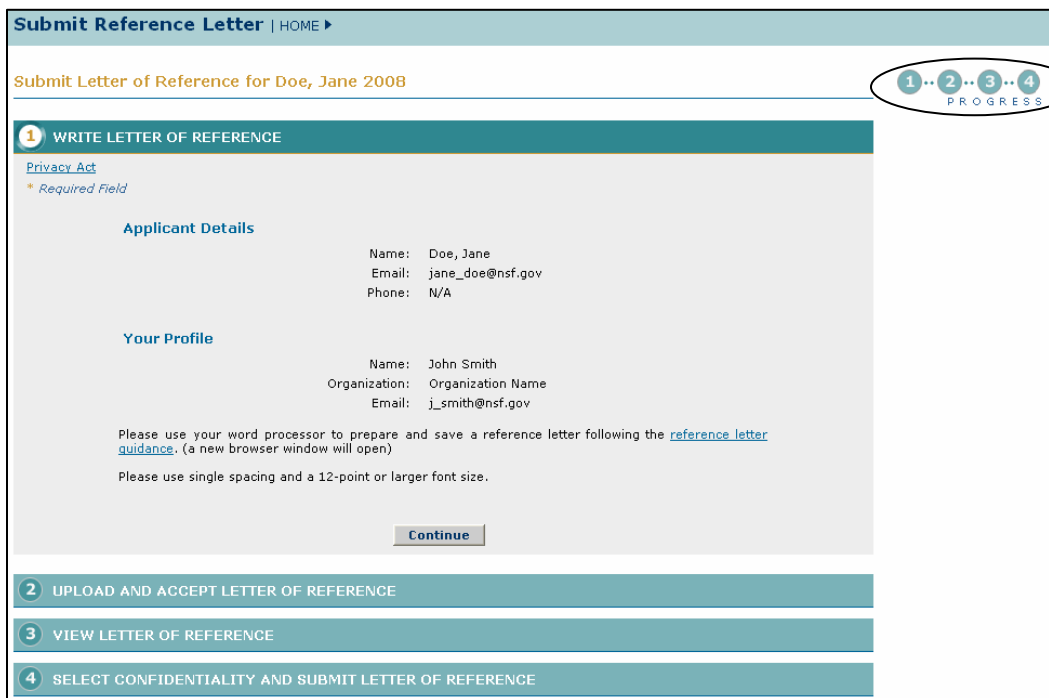 Submit Reference Letter | HOME
Submit Letter of Reference for Doe, Jane 2008
1 2 3 4
PROGRESS
1 WRITE LETTER OF REFERENCE
Privacy Act
* Required Field
Applicant Details
Name: Doe, Jane
Email: jane_doe@nsf.gov
Phone: N/A
Your Profile
Name: John Smith
Organization: Organization Name
Email: j_smith@nsf.gov
Please use your word processor to prepare and save a reference letter following the reference letter
guidance. (a new browser window will open)
Please use single spacing and a 12-point or larger font size.
Continue
2 UPLOAD AND ACCEPT LETTER OF REFERENCE
3 VIEW LETTER OF REFERENCE
4 SELECT CONFIDENTIALITY AND SUBMIT LETTER OF REFERENCE